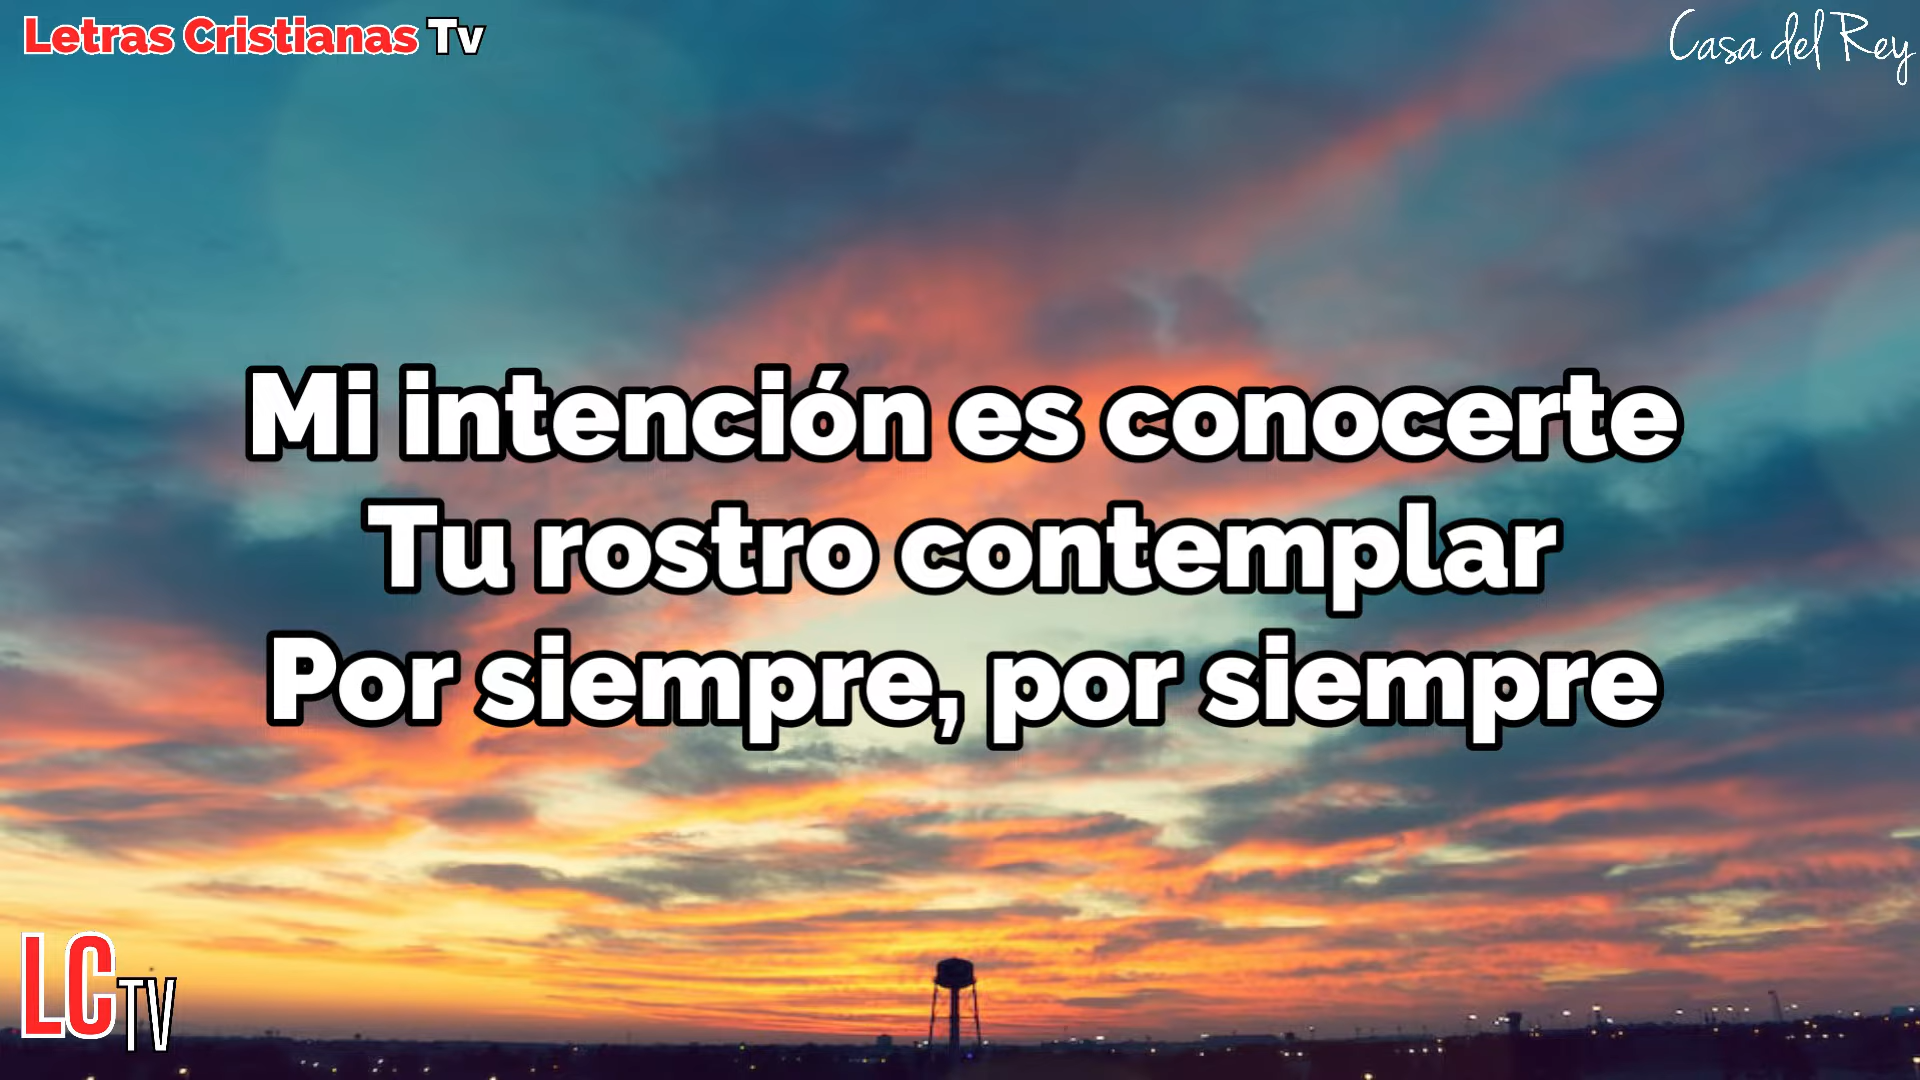 Letras Cristianas Tv
Casa del Rey
Mi intención es conocerte
Tu rostro contemplar
Por siempre, por siempre
LC TV